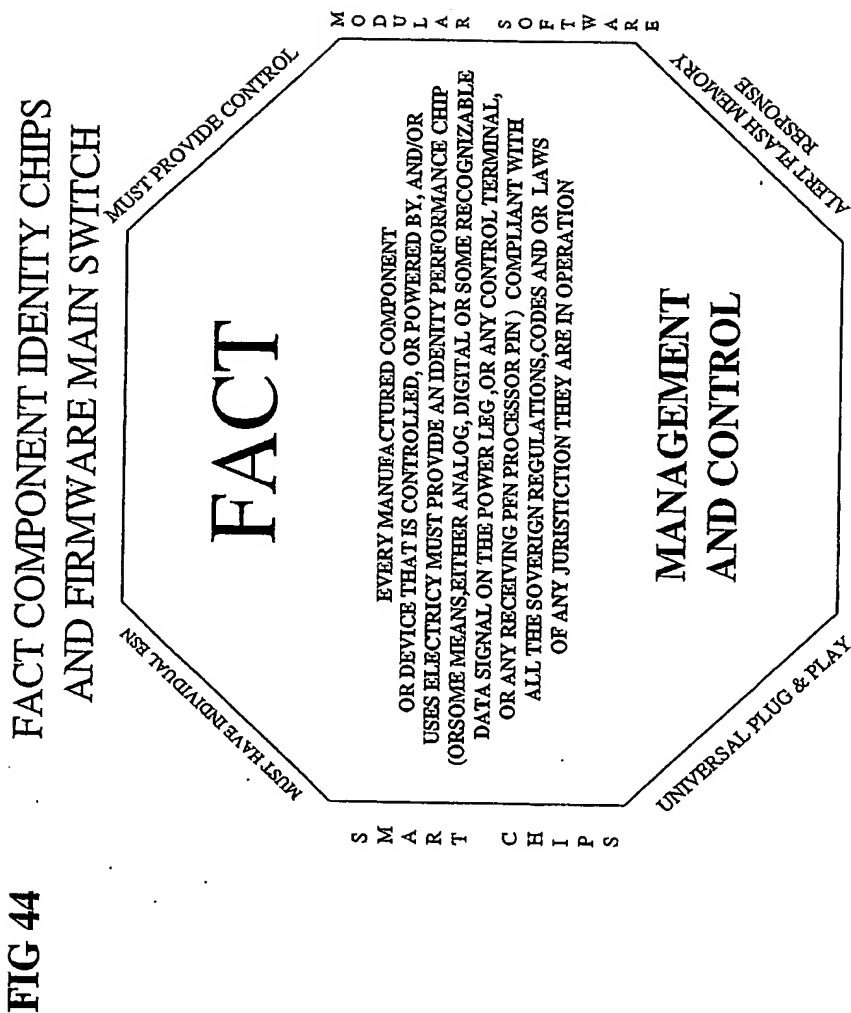 FIG 44
FACT COMPONENT IDENITY CHIPS
AND FIRMWARE MAIN SWITCH
MUST HAVE INDIVIDUAL ESN
MUST PROVIDE CONTROL
SMART CHIPS
MODULAR SOFTWARE
FACT
EVERY MANUFACTURED COMPONENT
OR DEVICE THAT IS CONTROLLED, OR POWERED BY, AND/OR
USES ELECTRICY MUST PROVIDE AN IDENITY PERFORMANCE CHIP
(ORSOME MEANS,EITHER ANALOG, DIGITAL OR SOME RECOGNIZABLE
DATA SIGNAL ON THE POWER LEG ,OR ANY CONTROL TERMINAL,
OR ANY RECEIVING PFN PROCESSOR PIN ) COMPLIANT WITH
ALL THE SOVERIGN REGULATIONS,CODES AND OR LAWS
OF ANY JURISTICTION THEY ARE IN OPERATION
MANAGEMENT
AND CONTROL
UNIVERSAL PLUG & PLAY
ALERT FLASH MEMORY
RESPONSE